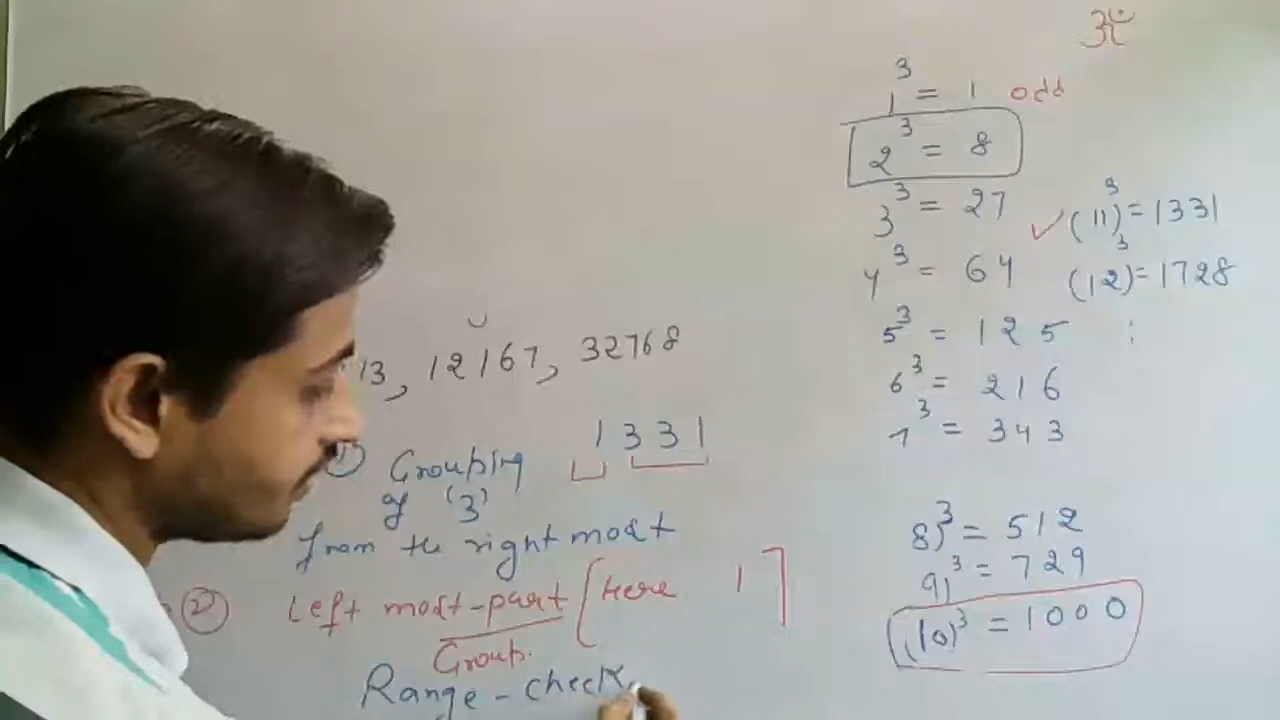 ॐ
1³ = 1 odd
2³ = 8
3³ = 27
(11)³ = 1331
4³ = 64
(12)³ = 1728
5³ = 125
6³ = 216
7³ = 343
8)³ = 512
9)³ = 729
(10)³ = 1000
13, 12167, 32768
1331
① Grouping
of (3)
from the right most
② Left most-part [here 1]
Group.
Range - check